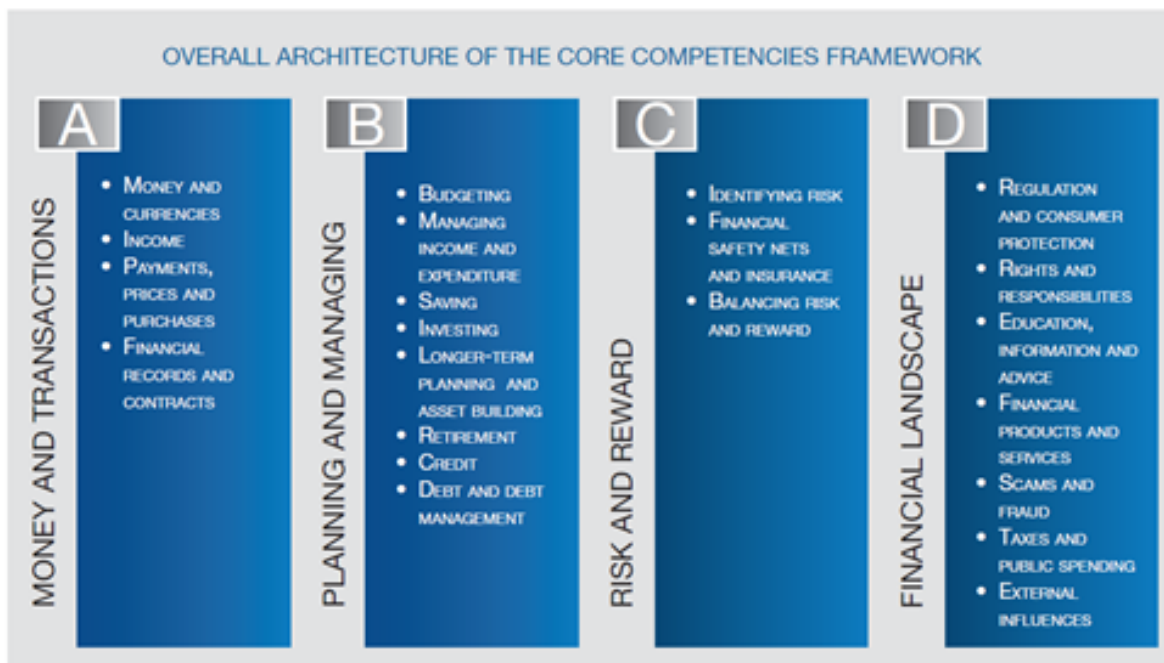 OVERALL ARCHITECTURE OF THE CORE COMPETENCIES FRAMEWORK
A
MONEY AND TRANSACTIONS
• MONEY AND
CURRENCIES
• INCOME
• PAYMENTS,
PRICES AND
PURCHASES
• FINANCIAL
RECORDS AND
CONTRACTS
B
PLANNING AND MANAGING
• BUDGETING
• MANAGING
INCOME AND
EXPENDITURE
• SAVING
• INVESTING
• LONGER-TERM
PLANNING AND
ASSET BUILDING
• RETIREMENT
• CREDIT
• DEBT AND DEBT
MANAGEMENT
C
RISK AND REWARD
• IDENTIFYING RISK
• FINANCIAL
SAFETY NETS
AND INSURANCE
• BALANCING RISK
AND REWARD
D
FINANCIAL LANDSCAPE
• REGULATION
AND CONSUMER
PROTECTION
• RIGHTS AND
RESPONSIBILITIES
• EDUCATION,
INFORMATION AND
ADVICE
• FINANCIAL
PRODUCTS AND
SERVICES
• SCAMS AND
FRAUD
• TAXES AND
PUBLIC SPENDING
• EXTERNAL
INFLUENCES